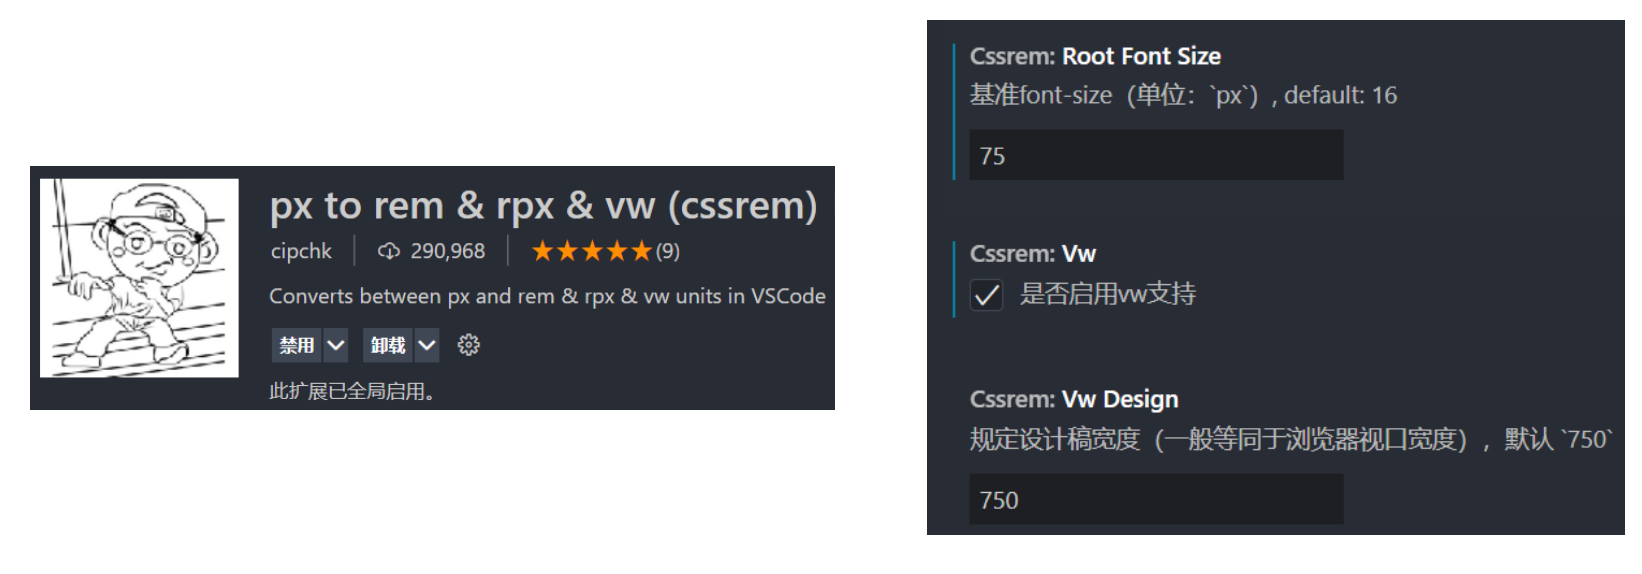 px to rem & rpx & vw (cssrem)
cipchk 290,968 ★★★★★(9)
Converts between px and rem & rpx & vw units in VSCode
禁用 卸载
此扩展已全局启用。
Cssrem: Root Font Size
基准font-size（单位：`px`）, default: 16
75
Cssrem: Vw
是否启用vw支持
Cssrem: Vw Design
规定设计稿宽度（一般等同于浏览器视口宽度），默认 `750`
750